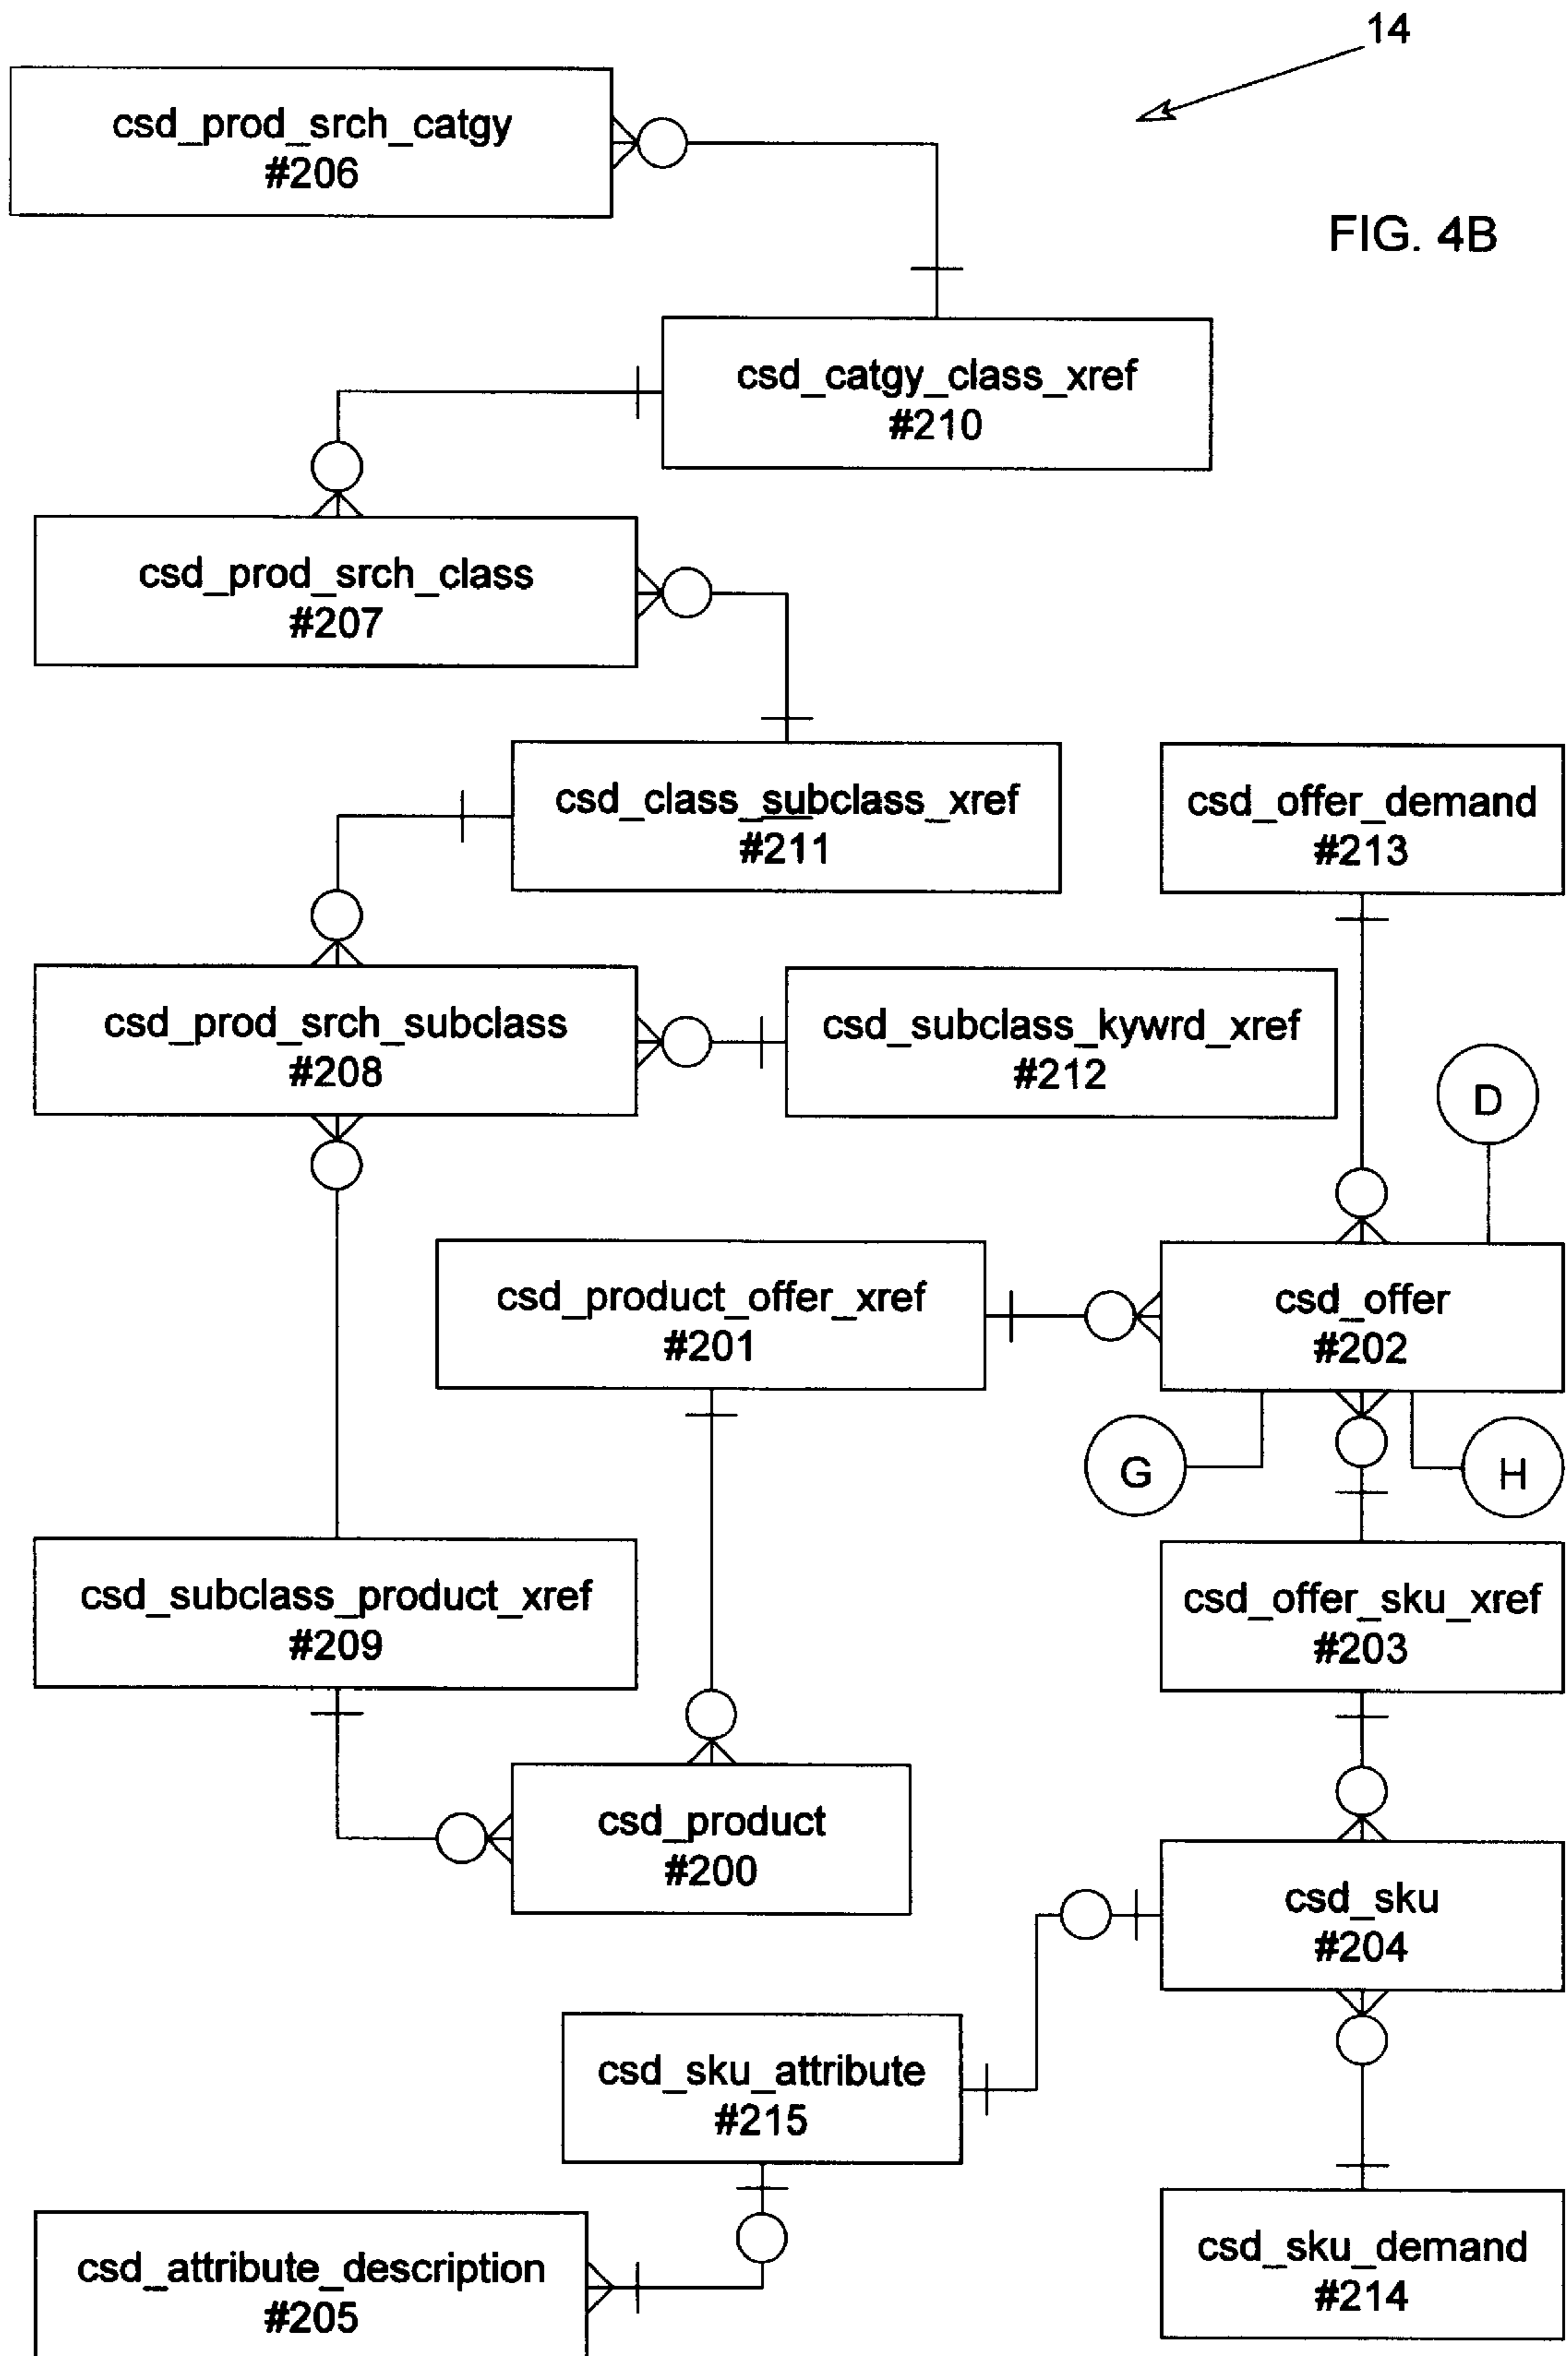 14
csd_prod_srch_catgy
#206
FIG. 4B
csd_catgy_class_xref
#210
csd_prod_srch_class
#207
csd_class_subclass_xref
#211
csd_offer_demand
#213
csd_prod_srch_subclass
#208
csd_subclass_kywrd_xref
#212
D
csd_product_offer_xref
#201
csd_offer
#202
G
H
csd_subclass_product_xref
#209
csd_offer_sku_xref
#203
csd_product
#200
csd_sku
#204
csd_sku_attribute
#215
csd_attribute_description
#205
csd_sku_demand
#214